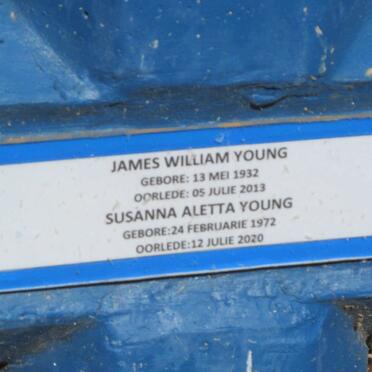 JAMES WILLIAM YOUNG
GEBORE: 13 MEI 1932
OORLEDE: 05 JULIE 2013
SUSANNA ALETTA YOUNG
GEBORE:24 FEBRUARIE 1972
OORLEDE:12 JULIE 2020